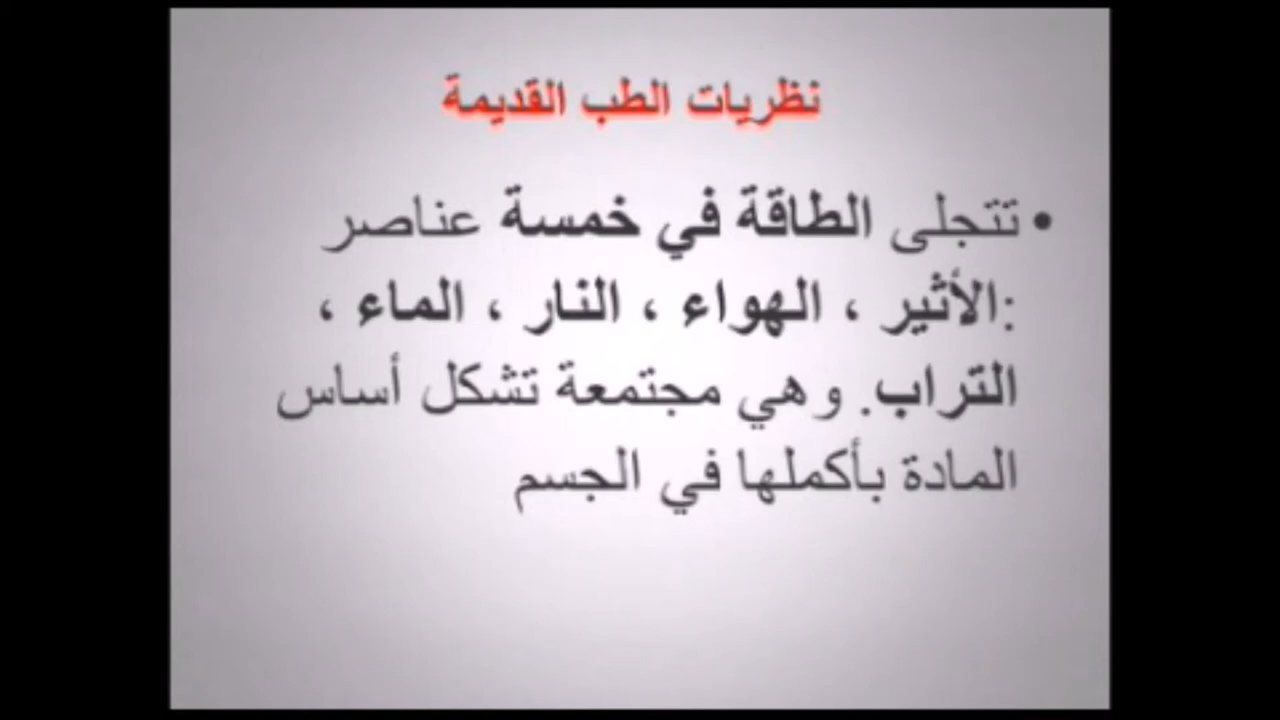 نظريات الطب القديمة
• تتجلى الطاقة في خمسة عناصر
:الأثير ، الهواء ، النار ، الماء ،
التراب. وهي مجتمعة تشكل أساس
المادة بأكملها في الجسم